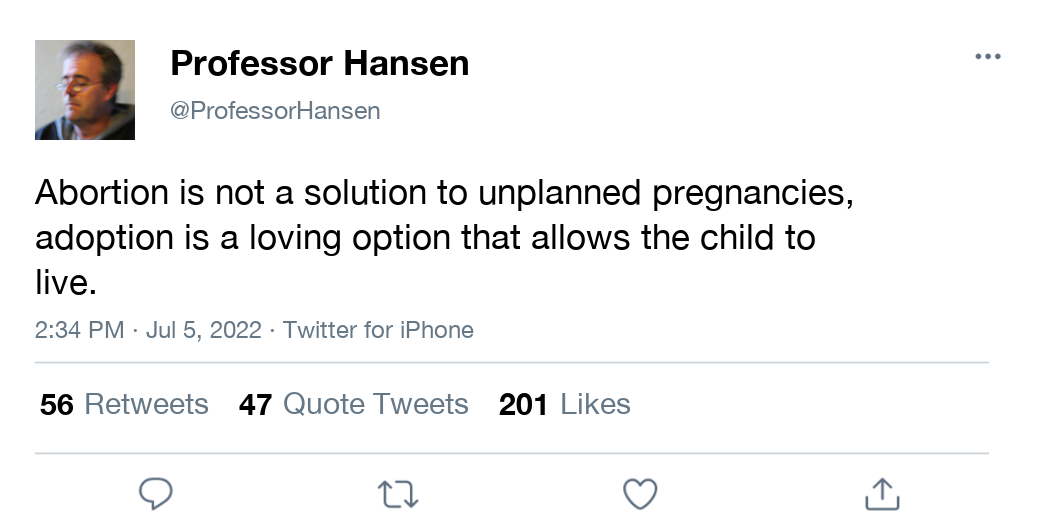 Professor Hansen
@ProfessorHansen
Abortion is not a solution to unplanned pregnancies,
adoption is a loving option that allows the child to
live.
2:34 PM · Jul 5, 2022 · Twitter for iPhone
56 Retweets 47 Quote Tweets 201 Likes